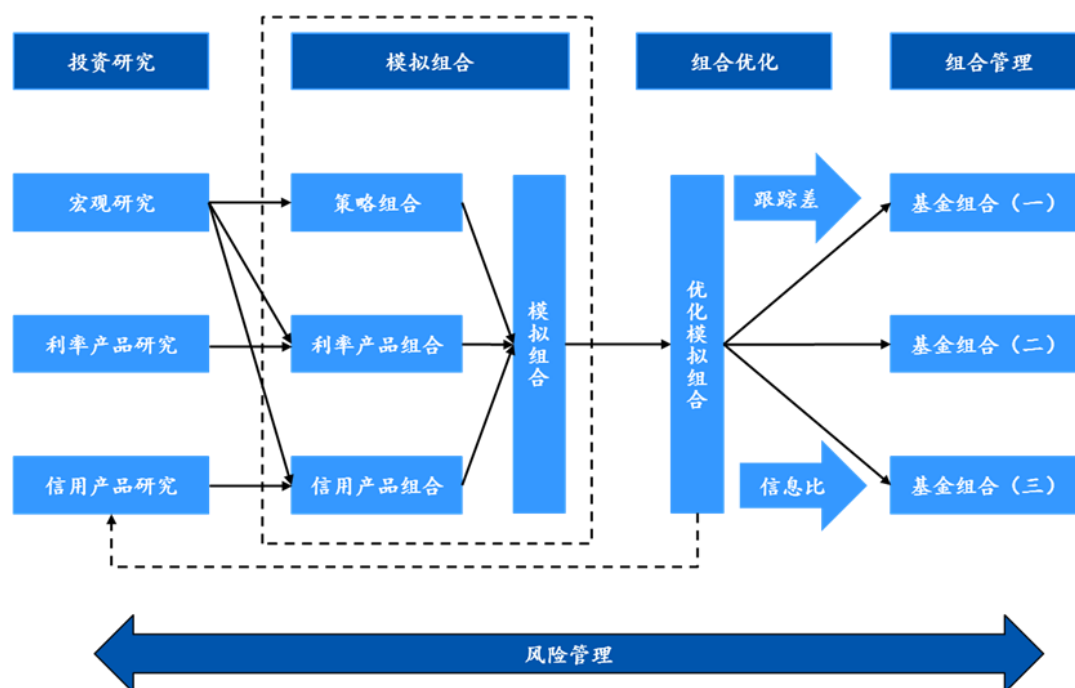 投资研究
模拟组合
组合优化
组合管理
宏观研究
策略组合
跟踪差
基金组合（一）
利率产品研究
利率产品组合
模拟组合
优化模拟组合
基金组合（二）
信用产品研究
信用产品组合
信息比
基金组合（三）
风险管理